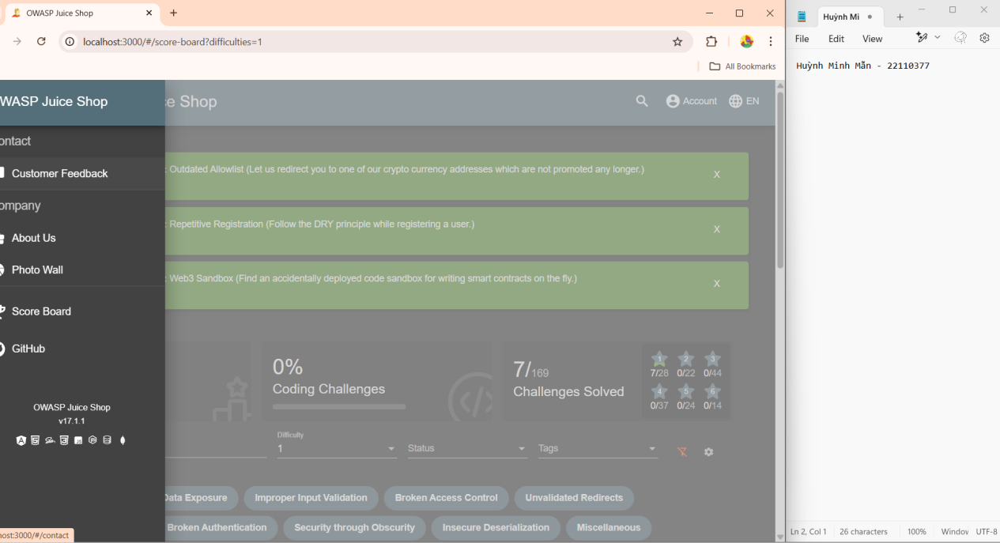 OWASP Juice Shop
localhost:3000/#/score-board?difficulties=1
All Bookmarks
OWASP Juice Shop
ontact
Customer Feedback
ompany
About Us
Photo Wall
Score Board
GitHub
OWASP Juice Shop
v17.1.1
ost:3000/#/contact
e Shop
Account
EN
: Outdated Allowlist (Let us redirect you to one of our crypto currency addresses which are not promoted any longer.)
X
: Repetitive Registration (Follow the DRY principle while registering a user.)
X
: Web3 Sandbox (Find an accidentally deployed code sandbox for writing smart contracts on the fly.)
X
0%
Coding Challenges
7/169
Challenges Solved
1 2 3
7/28 0/22 0/44
4 5 6
0/37 0/24 0/14
Difficulty
1
Status
Tags
Data Exposure
Improper Input Validation
Broken Access Control
Unvalidated Redirects
Broken Authentication
Security through Obscurity
Insecure Deserialization
Miscellaneous
Huỳnh Mi
File Edit View
Huỳnh Minh Mẫn - 22110377
Ln 2, Col 1 26 characters 100% Window UTF-8